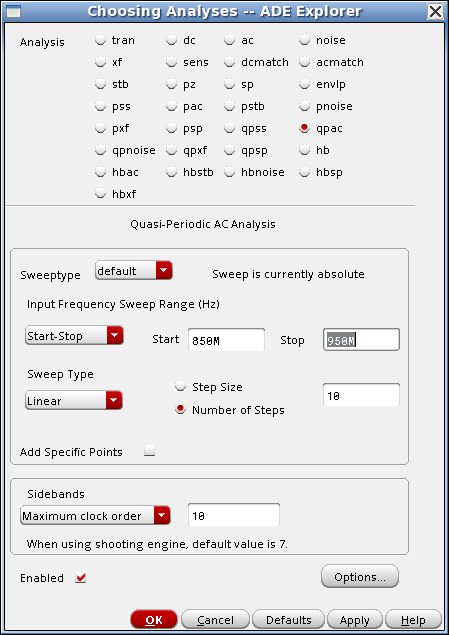 Choosing Analyses -- ADE Explorer
Analysis tran dc ac noise
xf sens dcmatch acmatch
stb pz sp envlp
pss pac pstb pnoise
pxf psp qpss qpac
qpnoise qpxf qpsp hb
hbac hbstb hbnoise hbsp
hbxf
Quasi-Periodic AC Analysis
Sweeptype default Sweep is currently absolute
Input Frequency Sweep Range (Hz)
Start-Stop Start 850M Stop 950M
Sweep Type Step Size
Linear Number of Steps 10
Add Specific Points
Sidebands
Maximum clock order 10
When using shooting engine, default value is 7.
Enabled Options...
OK Cancel Defaults Apply Help